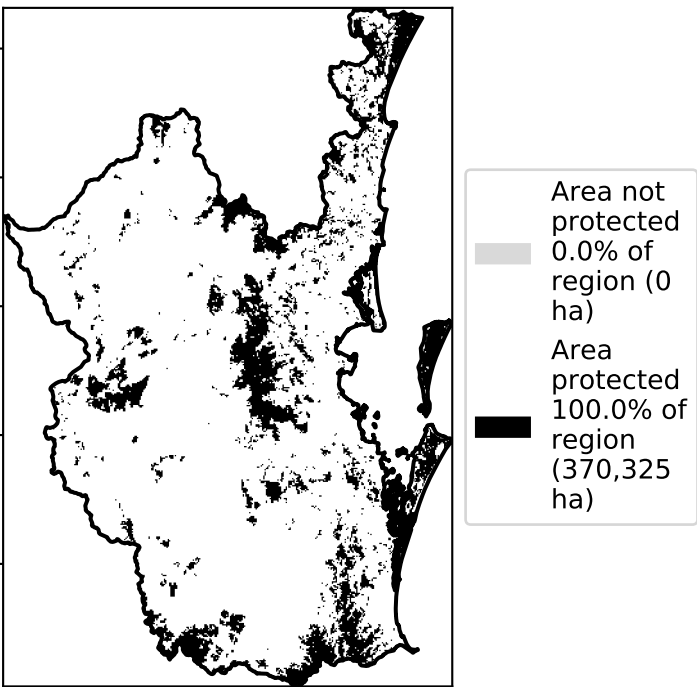 Area not
protected
0.0% of
region (0
ha)
Area
protected
100.0% of
region
(370,325
ha)